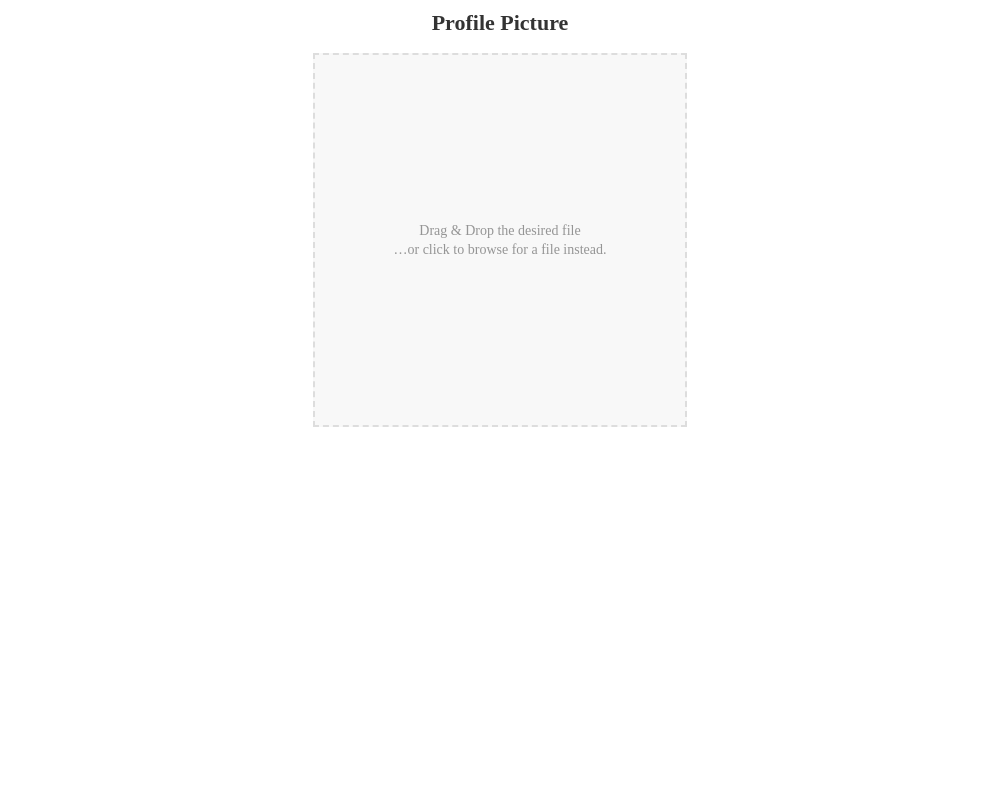 Profile Picture
Drag & Drop the desired file
…or click to browse for a file instead.